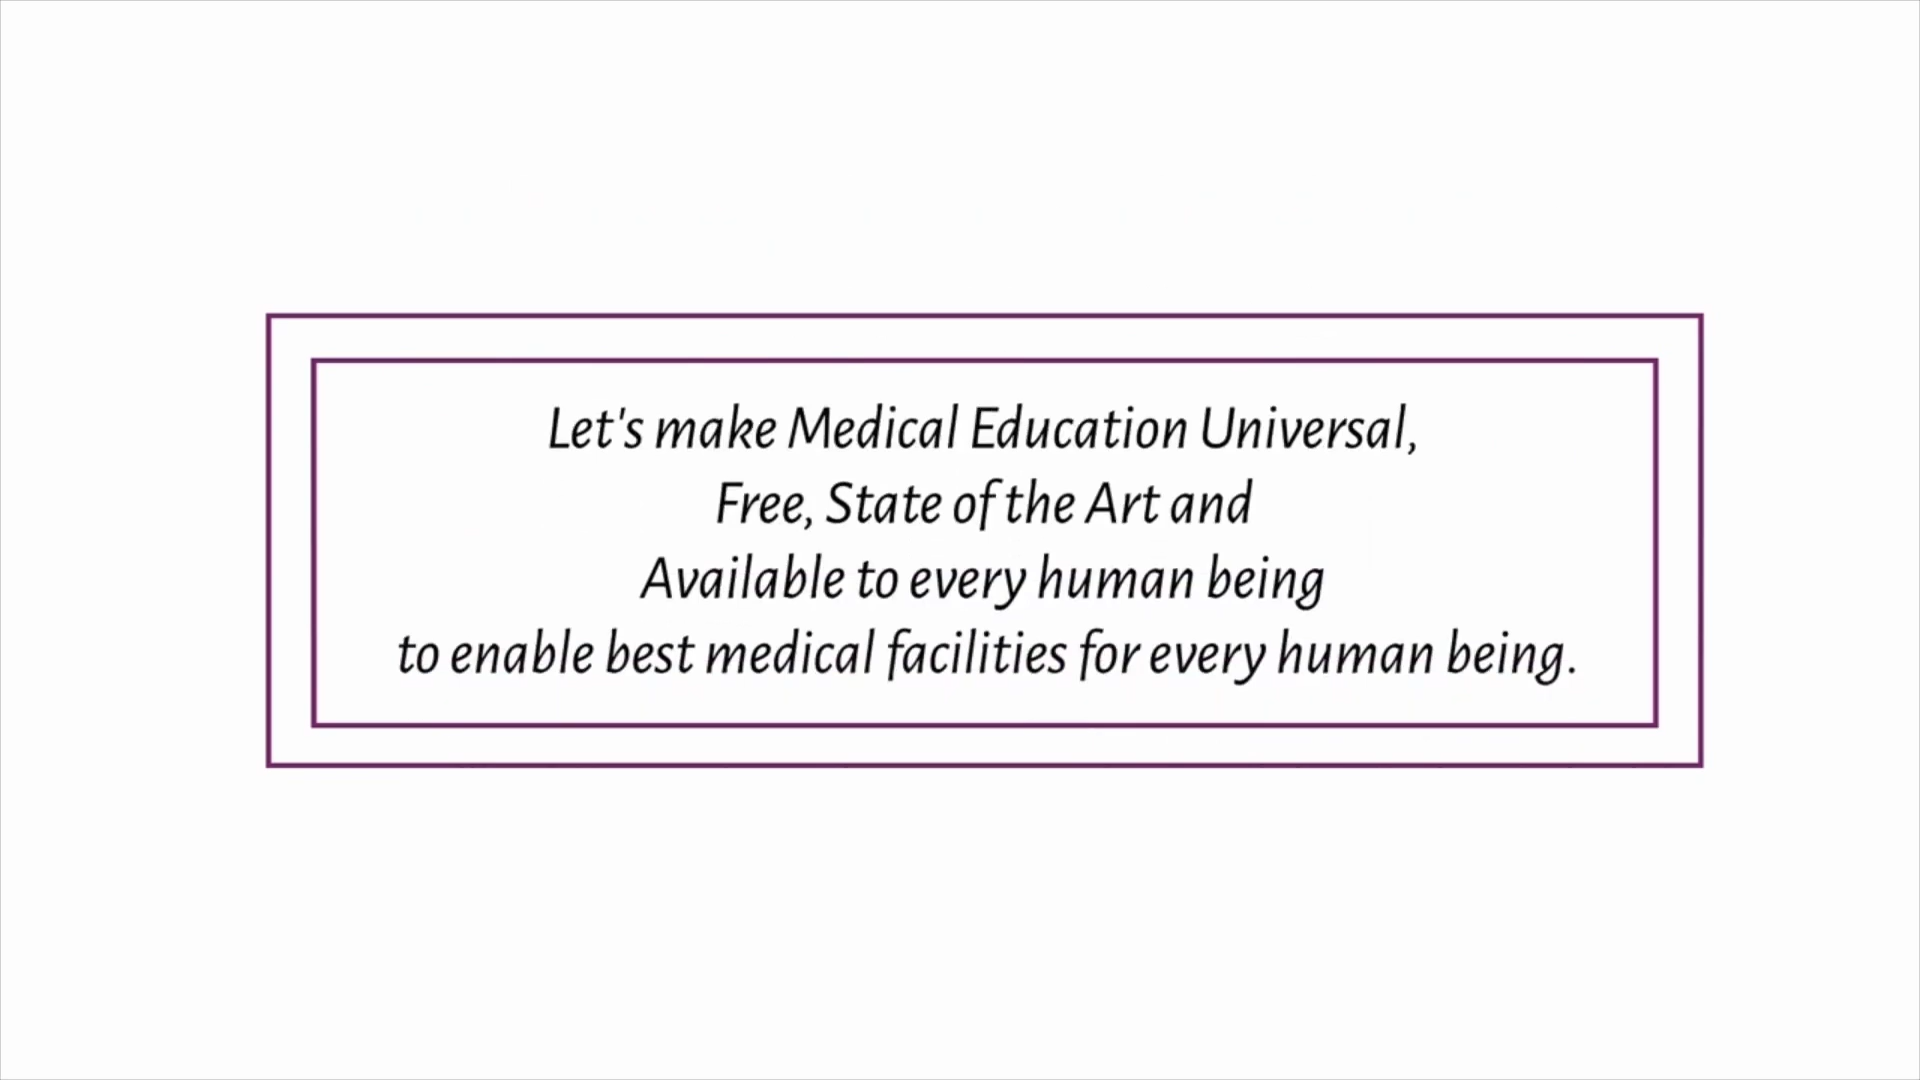 Let's make Medical Education Universal,
Free, State of the Art and
Available to every human being
to enable best medical facilities for every human being.